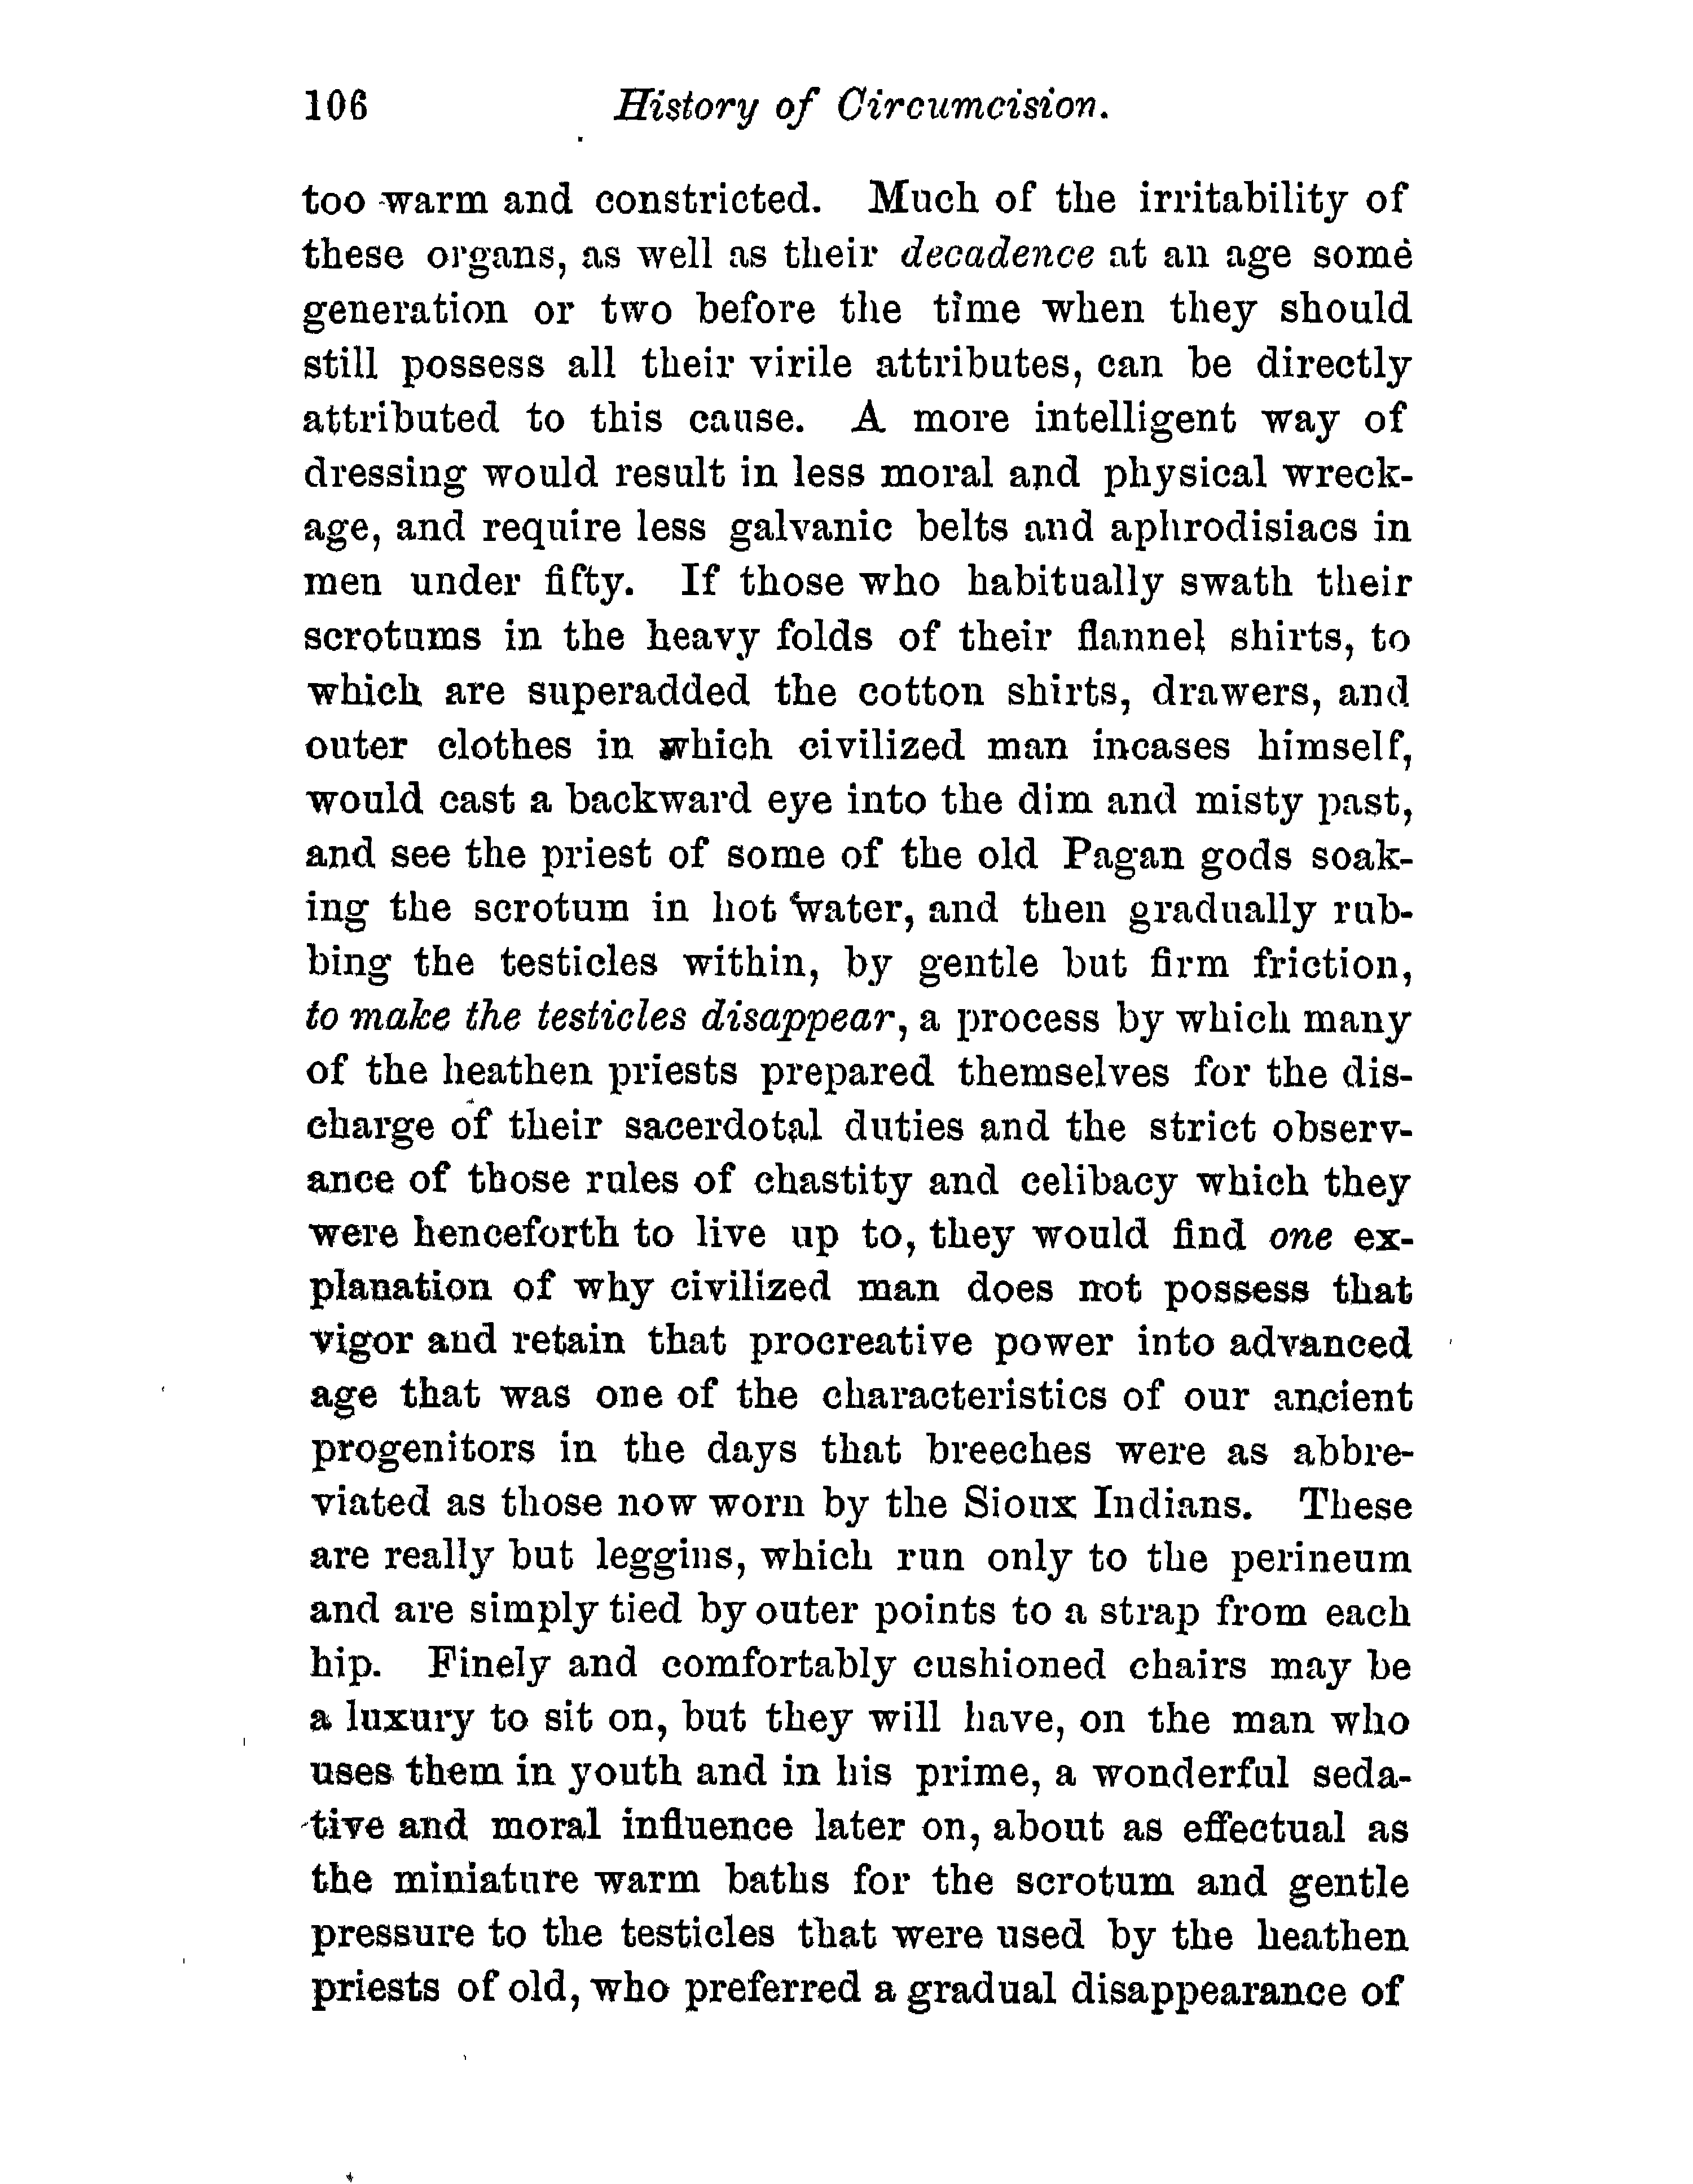 106 History of Circumcision.
too warm and constricted. Much of the irritability of
these organs, as well as their decadence at an age some
generation or two before the time when they should
still possess all their virile attributes, can be directly
attributed to this cause. A more intelligent way of
dressing would result in less moral and physical wreck-
age, and require less galvanic belts and aphrodisiacs in
men under fifty. If those who habitually swath their
scrotums in the heavy folds of their flannel shirts, to
which are superadded the cotton shirts, drawers, and
outer clothes in which civilized man incases himself,
would cast a backward eye into the dim and misty past,
and see the priest of some of the old Pagan gods soak-
ing the scrotum in hot water, and then gradually rub-
bing the testicles within, by gentle but firm friction,
to make the testicles disappear, a process by which many
of the heathen priests prepared themselves for the dis-
charge of their sacerdotal duties and the strict observ-
ance of those rules of chastity and celibacy which they
were henceforth to live up to, they would find one ex-
planation of why civilized man does not possess that
vigor and retain that procreative power into advanced
age that was one of the characteristics of our ancient
progenitors in the days that breeches were as abbre-
viated as those now worn by the Sioux Indians. These
are really but leggins, which run only to the perineum
and are simply tied by outer points to a strap from each
hip. Finely and comfortably cushioned chairs may be
a luxury to sit on, but they will have, on the man who
uses them in youth and in his prime, a wonderful seda-
tive and moral influence later on, about as effectual as
the miniature warm baths for the scrotum and gentle
pressure to the testicles that were used by the heathen
priests of old, who preferred a gradual disappearance of